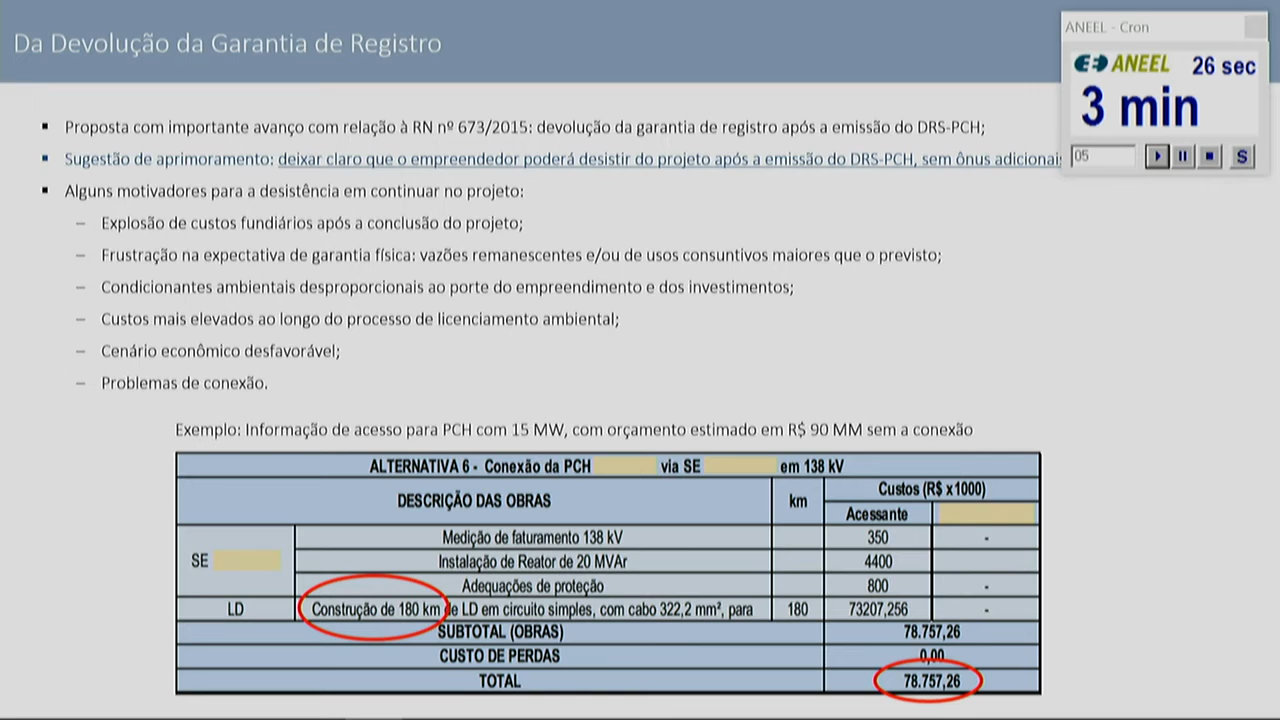 Da Devolução da Garantia de Registro
ANEEL - Cron
ANEEL 26 sec
3 min
05 S
▪ Proposta com importante avanço com relação à RN nº 673/2015: devolução da garantia de registro após a emissão do DRS-PCH;
▪ Sugestão de aprimoramento: deixar claro que o empreendedor poderá desistir do projeto após a emissão do DRS-PCH, sem ônus
▪ Alguns motivadores para a desistência em continuar no projeto:
– Explosão de custos fundiários após a conclusão do projeto;
– Frustração na expectativa de garantia física: vazões remanescentes e/ou de usos consuntivos maiores que o previsto;
– Condicionantes ambientais desproporcionais ao porte do empreendimento e dos investimentos;
– Custos mais elevados ao longo do processo de licenciamento ambiental;
– Cenário econômico desfavorável;
– Problemas de conexão.
Exemplo: Informação de acesso para PCH com 15 MW, com orçamento estimado em R$ 90 MM sem a conexão
ALTERNATIVA 6 - Conexão da PCH via SE em 138 kV
DESCRIÇÃO DAS OBRAS km Custos (R$ x1000)
Acessante
SE Medição de faturamento 138 kV 350 -
Instalação de Reator de 20 MVAr 4400
Adequações de proteção 800 -
LD Construção de 180 km de LD em circuito simples, com cabo 322,2 mm², para 180 73207,256 -
SUBTOTAL (OBRAS) 78.757,26
CUSTO DE PERDAS 0,00
TOTAL 78.757,26